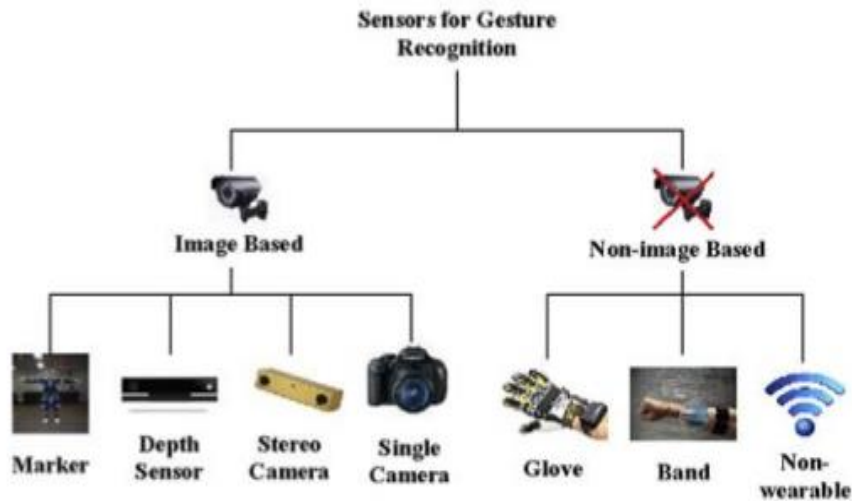 Sensors for Gesture
Recognition
Image Based
Non-image Based
Marker
Depth
Sensor
Stereo
Camera
Single
Camera
Glove
Band
Non-
wearable